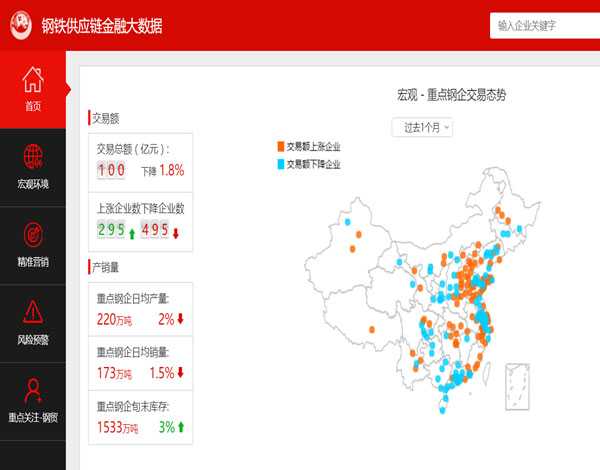 钢铁供应链金融大数据
输入企业关键字
首页
宏观环境
精准营销
风险预警
重点关注-钢贸
交易额
交易总额（亿元）：
100 下降 1.8%
上涨企业数下降企业数
295 495
产销量
重点钢企日均产量:
220万吨 2%
重点钢企日均销量:
173万吨 1.5%
重点钢企旬末库存:
1533万吨 3%
宏观 - 重点钢企交易态势
过去1个月
交易额上涨企业
交易额下降企业